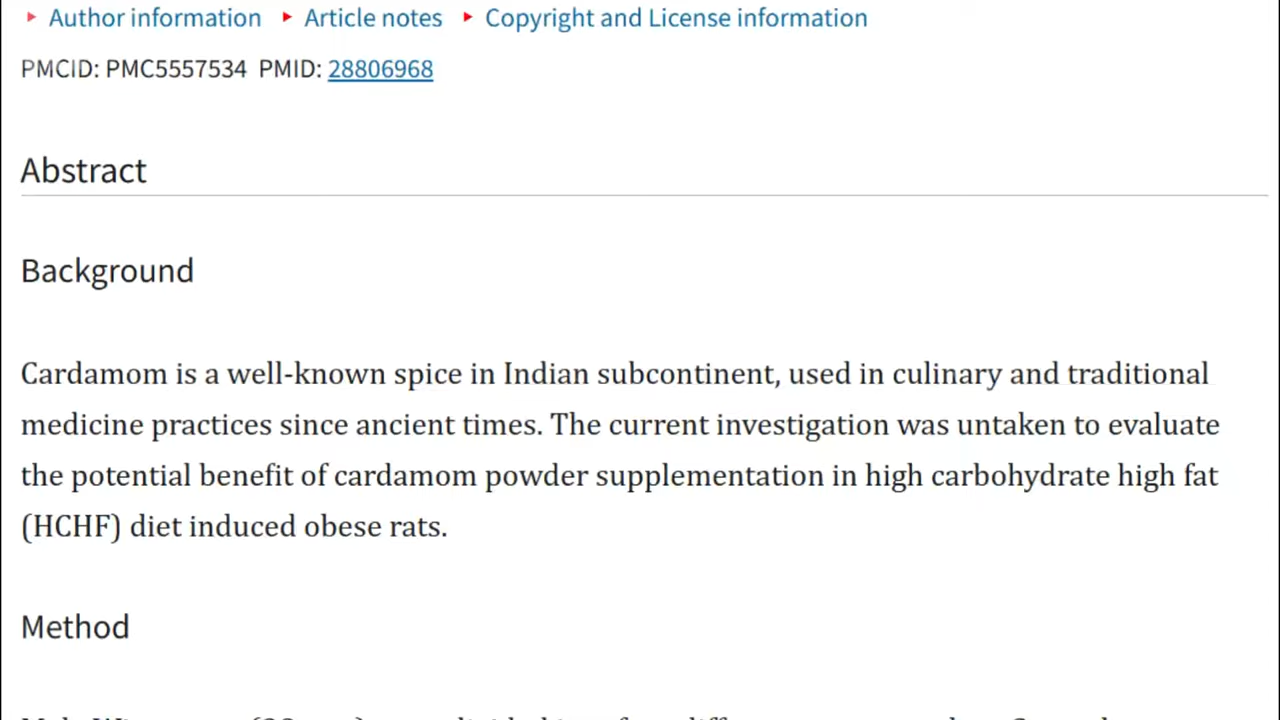 Author information Article notes Copyright and License information
PMCID: PMC5557534 PMID: 28806968
Abstract
Background
Cardamom is a well-known spice in Indian subcontinent, used in culinary and traditional
medicine practices since ancient times. The current investigation was untaken to evaluate
the potential benefit of cardamom powder supplementation in high carbohydrate high fat
(HCHF) diet induced obese rats.
Method